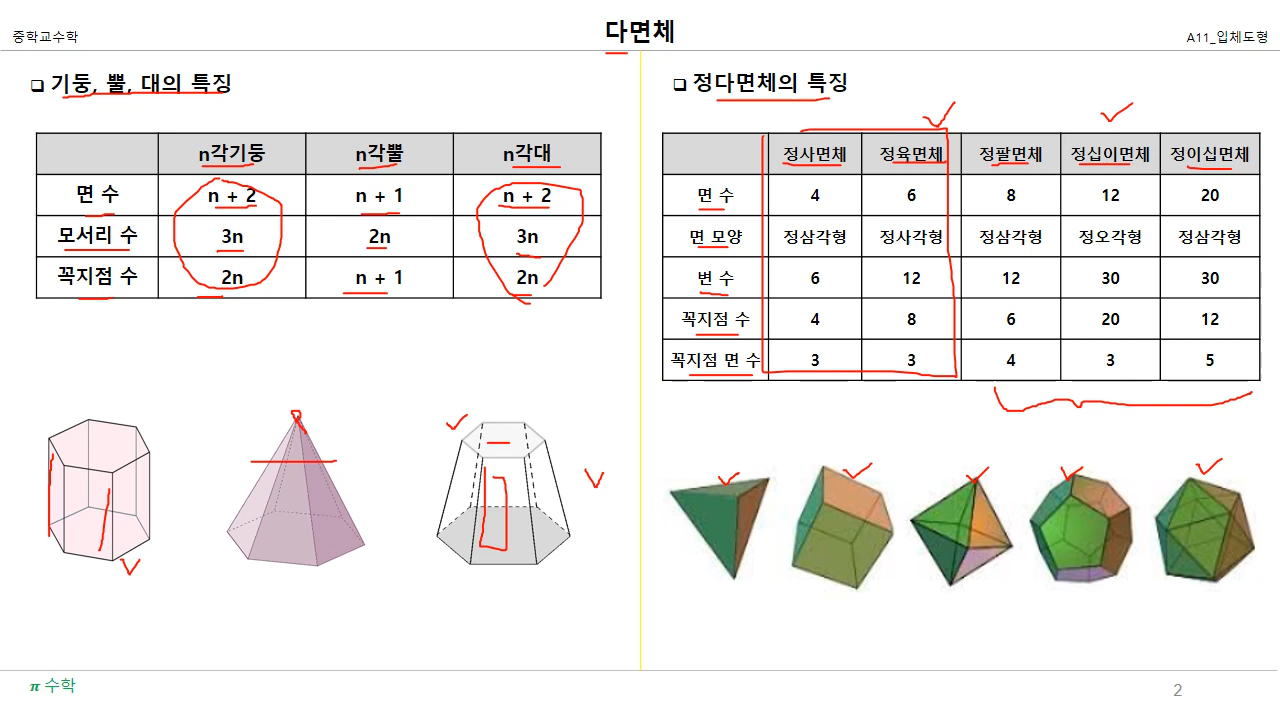 중학교수학
다면체
A11_입체도형
기둥, 뿔, 대의 특징
n각기둥 n각뿔 n각대
면 수 n + 2 n + 1 n + 2
모서리 수 3n 2n 3n
꼭지점 수 2n n + 1 2n
정다면체의 특징
정사면체 정육면체 정팔면체 정십이면체 정이십면체
면 수 4 6 8 12 20
면 모양 정삼각형 정사각형 정삼각형 정오각형 정삼각형
변 수 6 12 12 30 30
꼭지점 수 4 8 6 20 12
꼭지점 면 수 3 3 4 3 5
π 수학
2